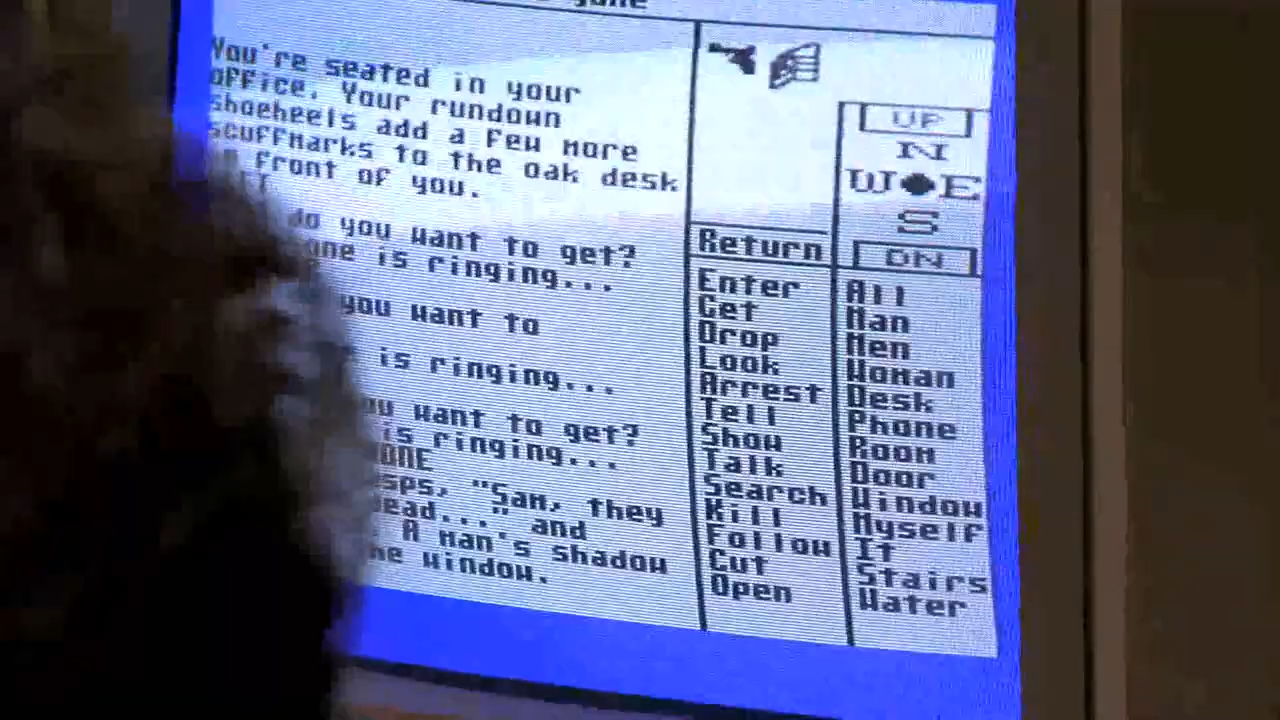 You're seated in your
office. Your rundown
shoeheels add a few more
scuffmarks to the oak desk
front of you.
do you want to get?
is ringing...
you want to
is ringing...
want to get?
is ringing...
"Sam, they
and
A man's shadow
window.
UP
N
W E
S
DN
Return
Enter
Get
Drop
Look
Arrest
Tell
Show
Talk
Search
Kill
Follow
Cut
Open
All
Man
Men
Woman
Desk
Phone
Room
Door
Window
Myself
It
Stairs
Water